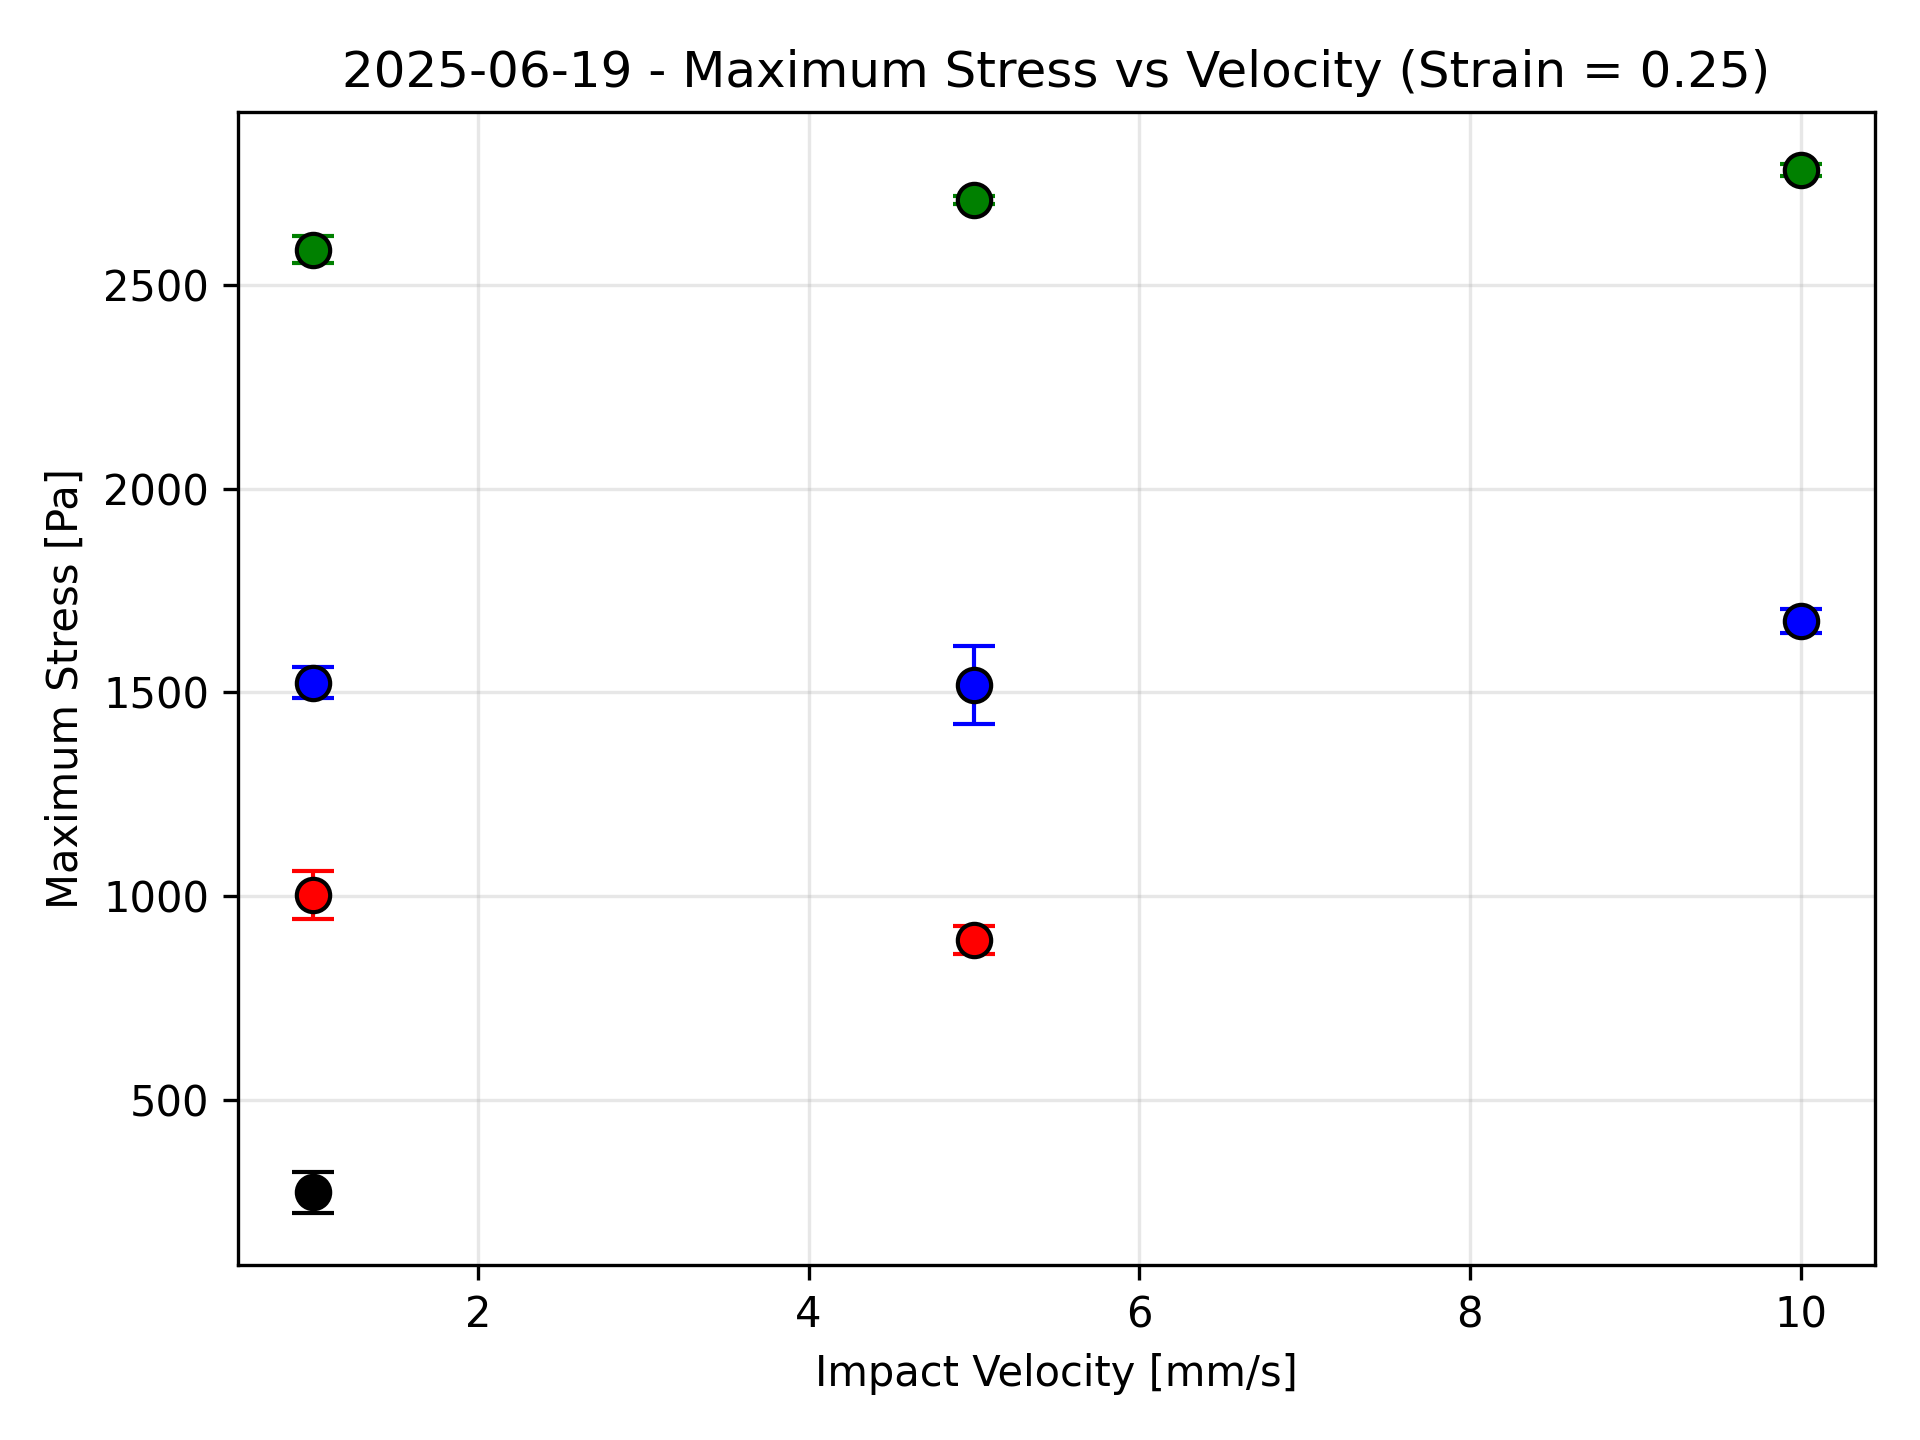 2025-06-19 - Maximum Stress vs Velocity (Strain = 0.25)
Maximum Stress [Pa]
2500
2000
1500
1000
500
2 4 6 8 10
Impact Velocity [mm/s]